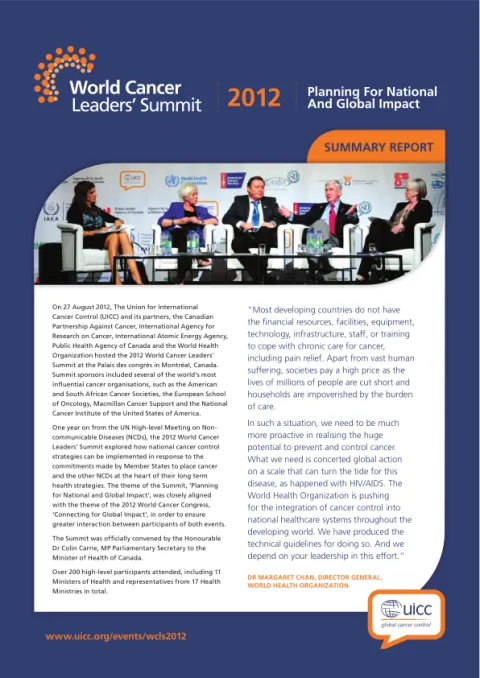 World Cancer
Leaders' Summit
2012
Planning For National
And Global Impact
SUMMARY REPORT
IAEA
On 27 August 2012, The Union for International
Cancer Control (UICC) and its partners, the Canadian
Partnership Against Cancer, International Agency for
Research on Cancer, International Atomic Energy Agency,
Public Health Agency of Canada and the World Health
Organization hosted the 2012 World Cancer Leaders'
Summit at the Palais des congrès in Montréal, Canada.
Summit sponsors included several of the world's most
influential cancer organisations, such as the American
and South African Cancer Societies, the European School
of Oncology, Macmillan Cancer Support and the National
Cancer Institute of the United States of America.
One year on from the UN High-level Meeting on Non-
communicable Diseases (NCDs), the 2012 World Cancer
Leaders' Summit explored how national cancer control
strategies can be implemented in response to the
commitments made by Member States to place cancer
and the other NCDs at the heart of their long term
health strategies. The theme of the Summit, 'Planning
for National and Global Impact', was closely aligned
with the theme of the 2012 World Cancer Congress,
'Connecting for Global Impact', in order to ensure
greater interaction between participants of both events.
The Summit was officially convened by the Honourable
Dr Colin Carrie, MP Parliamentary Secretary to the
Minister of Health of Canada.
Over 200 high-level participants attended, including 11
Ministers of Health and representatives from 17 Health
Ministries in total.
"Most developing countries do not have
the financial resources, facilities, equipment,
technology, infrastructure, staff, or training
to cope with chronic care for cancer,
including pain relief. Apart from vast human
suffering, societies pay a high price as the
lives of millions of people are cut short and
households are impoverished by the burden
of care.
In such a situation, we need to be much
more proactive in realising the huge
potential to prevent and control cancer.
What we need is concerted global action
on a scale that can turn the tide for this
disease, as happened with HIV/AIDS. The
World Health Organization is pushing
for the integration of cancer control into
national healthcare systems throughout the
developing world. We have produced the
technical guidelines for doing so. And we
depend on your leadership in this effort."
DR MARGARET CHAN, DIRECTOR GENERAL,
WORLD HEALTH ORGANIZATION
uicc
global cancer control
www.uicc.org/events/wcls2012